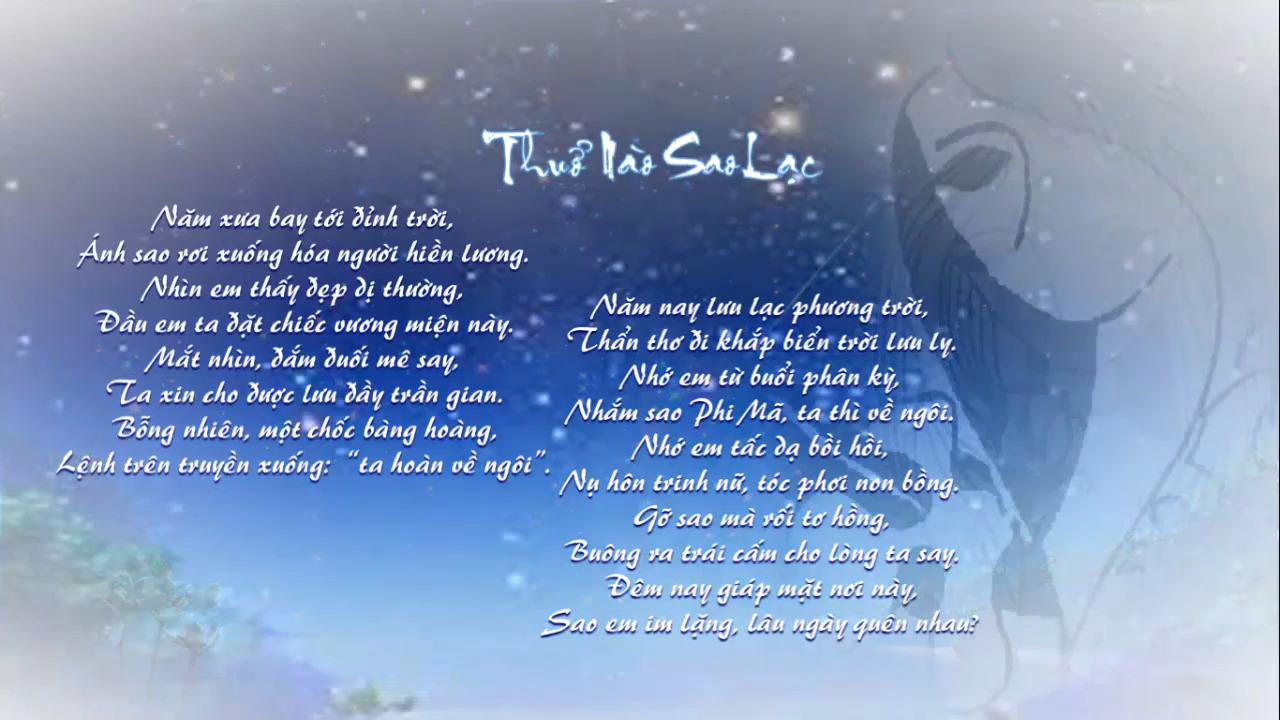 Thuở Nào Sao Lạc
Năm xưa bay tới đỉnh trời,
Ánh sao rơi xuống hóa người hiền lương.
Nhìn em thấy đẹp dị thường,
Đầu em ta đặt chiếc vương miện này.
Mắt nhìn, đắm đuối mê say,
Ta xin cho được lưu đầy trần gian.
Bỗng nhiên, một chốc bàng hoàng,
Lệnh trên truyền xuống: “ta hoàn về ngôi”.
Năm nay lưu lạc phương trời,
Thẩn thơ đi khắp biển trời lưu ly.
Nhớ em từ buổi phân kỳ,
Nhắm sao Phi Mã, ta thì về ngôi.
Nhớ em tấc dạ bồi hồi,
Nụ hôn trinh nữ, tóc phơi non bồng.
Gỡ sao mà rối tơ hồng,
Buông ra trái cấm cho lòng ta say.
Đêm nay giáp mặt nơi này,
Sao em im lặng, lâu ngày quên nhau?